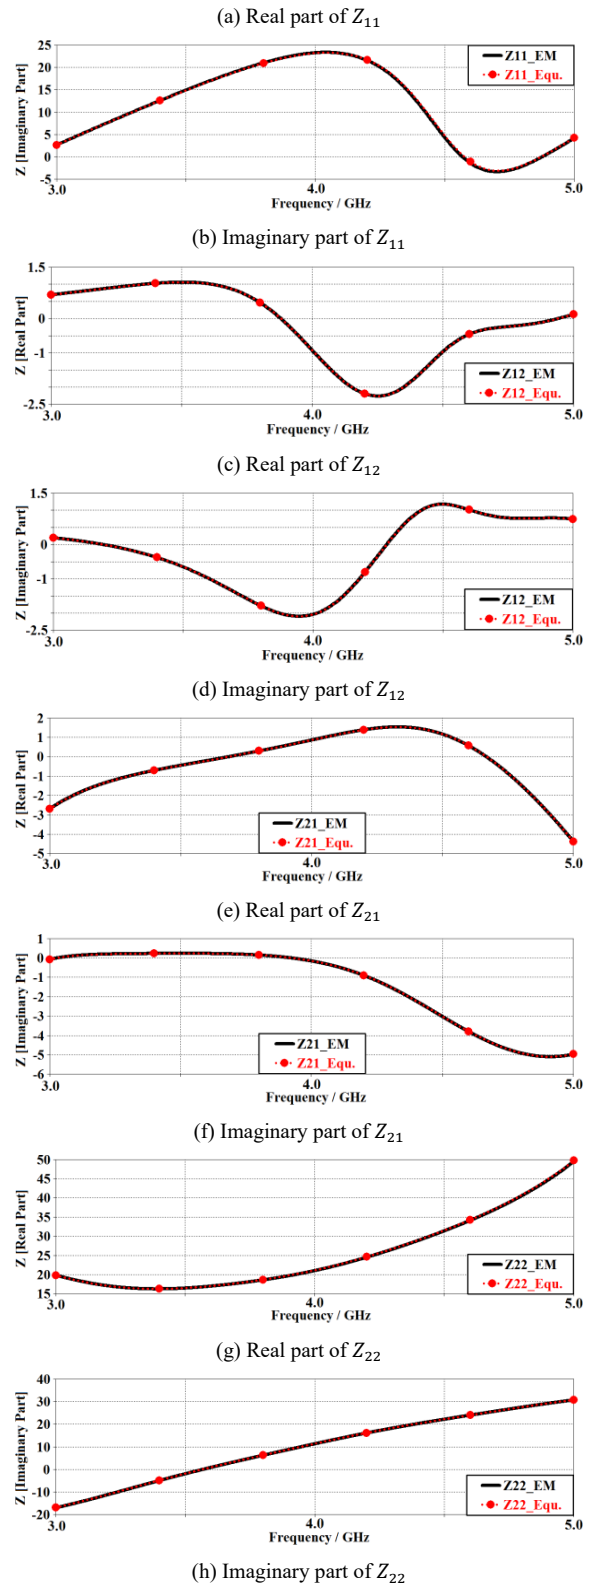 (a) Real part of Z₁₁
Z [Imaginary Part]
25
20
15
10
5
0
-5
Z11_EM
Z11_Equ.
3.0 4.0 5.0
Frequency / GHz
(b) Imaginary part of Z₁₁
Z [Real Part]
1.5
0
-1
-2.5
Z12_EM
Z12_Equ.
3.0 4.0 5.0
Frequency / GHz
(c) Real part of Z₁₂
Z [Imaginary Part]
1.5
0
-1
-2.5
Z12_EM
Z12_Equ.
3.0 4.0 5.0
Frequency / GHz
(d) Imaginary part of Z₁₂
Z [Real Part]
2
1
0
-1
-2
-3
-4
-5
Z21_EM
Z21_Equ.
3.0 4.0 5.0
Frequency / GHz
(e) Real part of Z₂₁
Z [Imaginary Part]
1
0
-1
-2
-3
-4
-5
-6
Z21_EM
Z21_Equ.
3.0 4.0 5.0
Frequency / GHz
(f) Imaginary part of Z₂₁
Z [Real Part]
50
45
40
35
30
25
20
15
Z22_EM
Z22_Equ.
3.0 4.0 5.0
Frequency / GHz
(g) Real part of Z₂₂
Z [Imaginary Part]
40
30
20
10
0
-10
-20
Z22_EM
Z22_Equ.
3.0 4.0 5.0
Frequency / GHz
(h) Imaginary part of Z₂₂